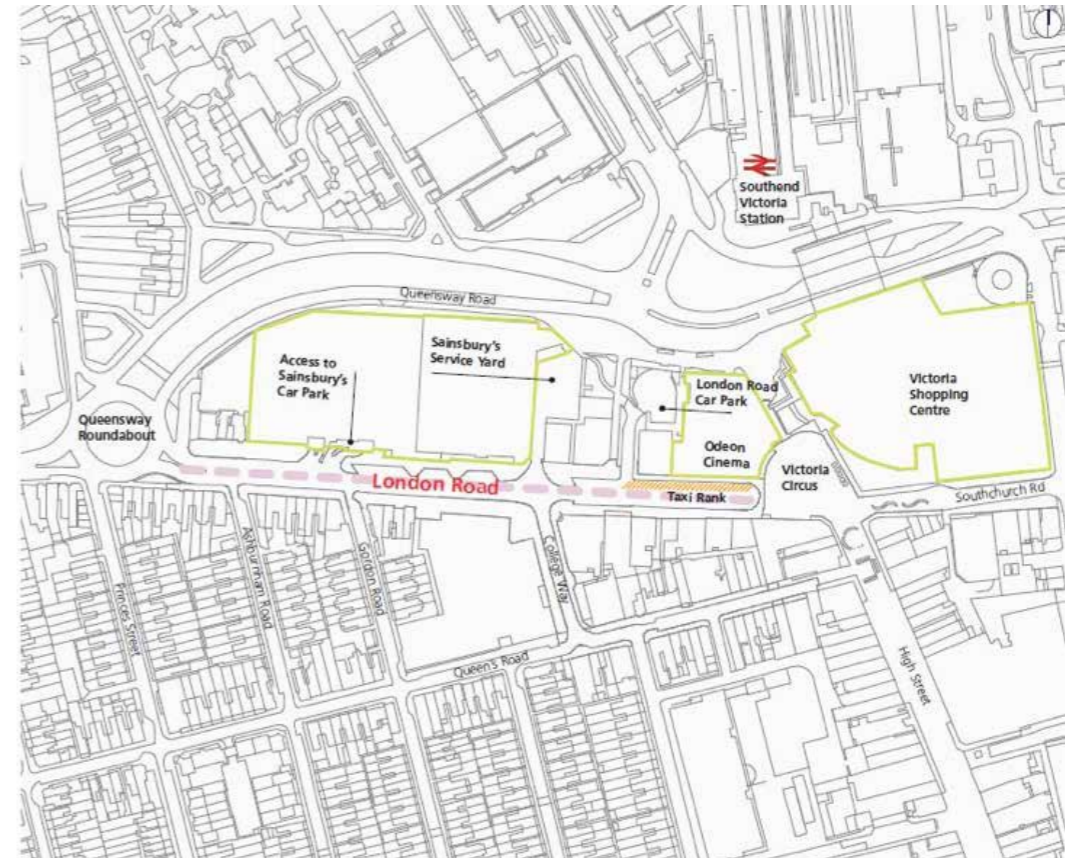 Southend
Victoria
Station
Queensway Road
Sainsbury's
Service Yard
Access to
Sainsbury's
Car Park
London Road
Car Park
Victoria
Shopping
Centre
Queensway
Roundabout
Odeon
Cinema
Victoria
Circus
London Road
Taxi Rank
Southchurch Rd
Princes Street
Ashburnham Road
Gordon Road
College Way
Queen's Road
High Street